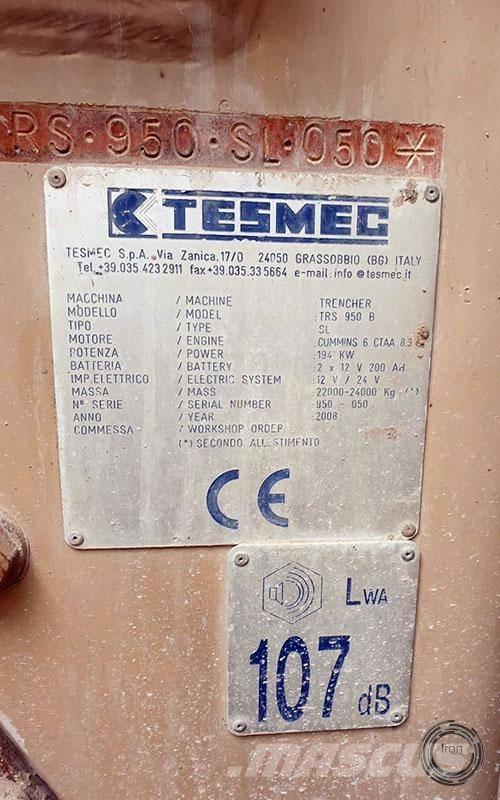 RS·950·SL·050*
TESMEC
TESMEC S.p.A. Via Zanica.17/O 24050 GRASSOBBIO (BG) ITALY
Tel.+39.035.423 2911 fax+39.035.33 5664 e-mail:info@tesmec.it
MACCHINA / MACHINE : TRENCHER
MODELLO / MODEL : TRS 950 B
TIPO / TYPE : SL
MOTORE / ENGINE : CUMMINS 6 CTAA 8.3
POTENZA / POWER : 194 KW
BATTERIA / BATTERY : 2 x 12 V 200 AH
IMP.ELETTRICO / ELECTRIC SYSTEM : 12 V / 24 V
MASSA / MASS : 22000-24000 Kg (*)
N° SERIE / SERIAL NUMBER : 950 - 050
ANNO / YEAR : 2008
COMMESSA / WORKSHOP ORDER
(*) SECONDO ALLESTIMENTO
CE
LWA
107 dB
MASCUS
Iron